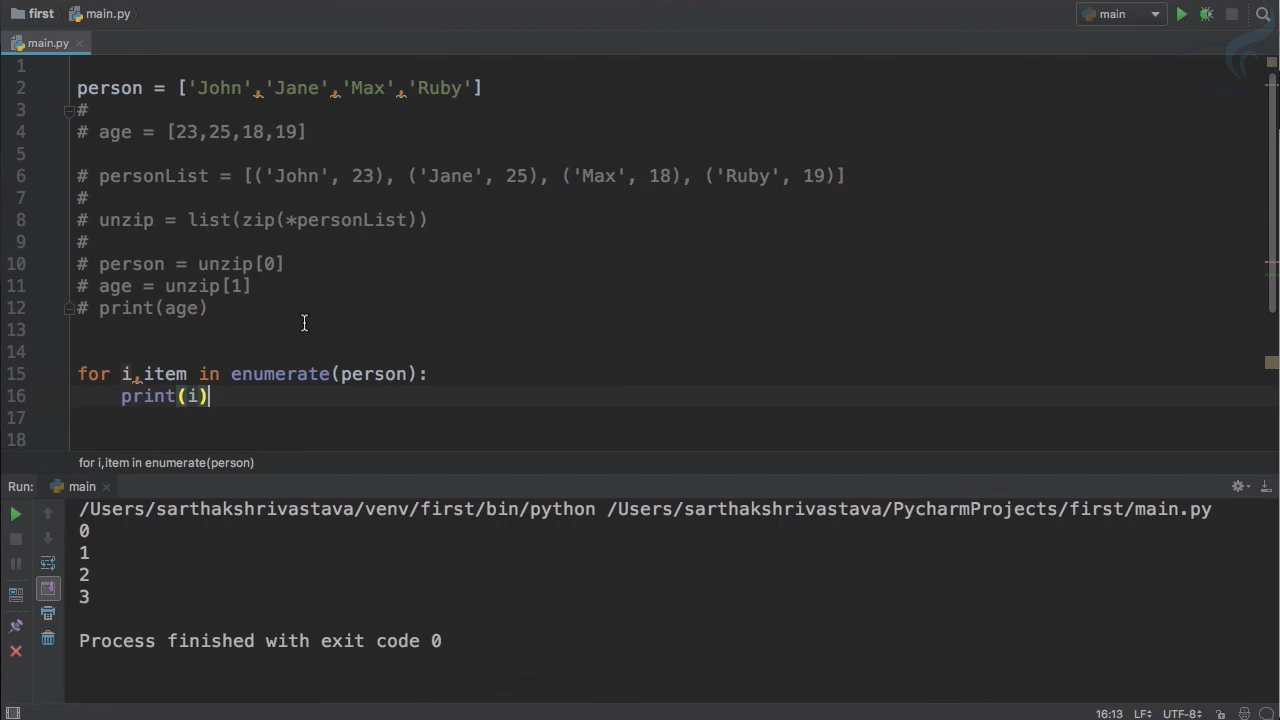 first main.py
main
main.py
1
2 person = ['John','Jane','Max','Ruby']
3 #
4 # age = [23,25,18,19]
5
6 # personList = [('John', 23), ('Jane', 25), ('Max', 18), ('Ruby', 19)]
7 #
8 # unzip = list(zip(*personList))
9 #
10 # person = unzip[0]
11 # age = unzip[1]
12 # print(age)
13
14
15 for i,item in enumerate(person):
16     print(i)
17
18
for i,item in enumerate(person)
Run: main
/Users/sarthakshrivastava/venv/first/bin/python /Users/sarthakshrivastava/PycharmProjects/first/main.py
0
1
2
3
Process finished with exit code 0
16:13 LF UTF-8